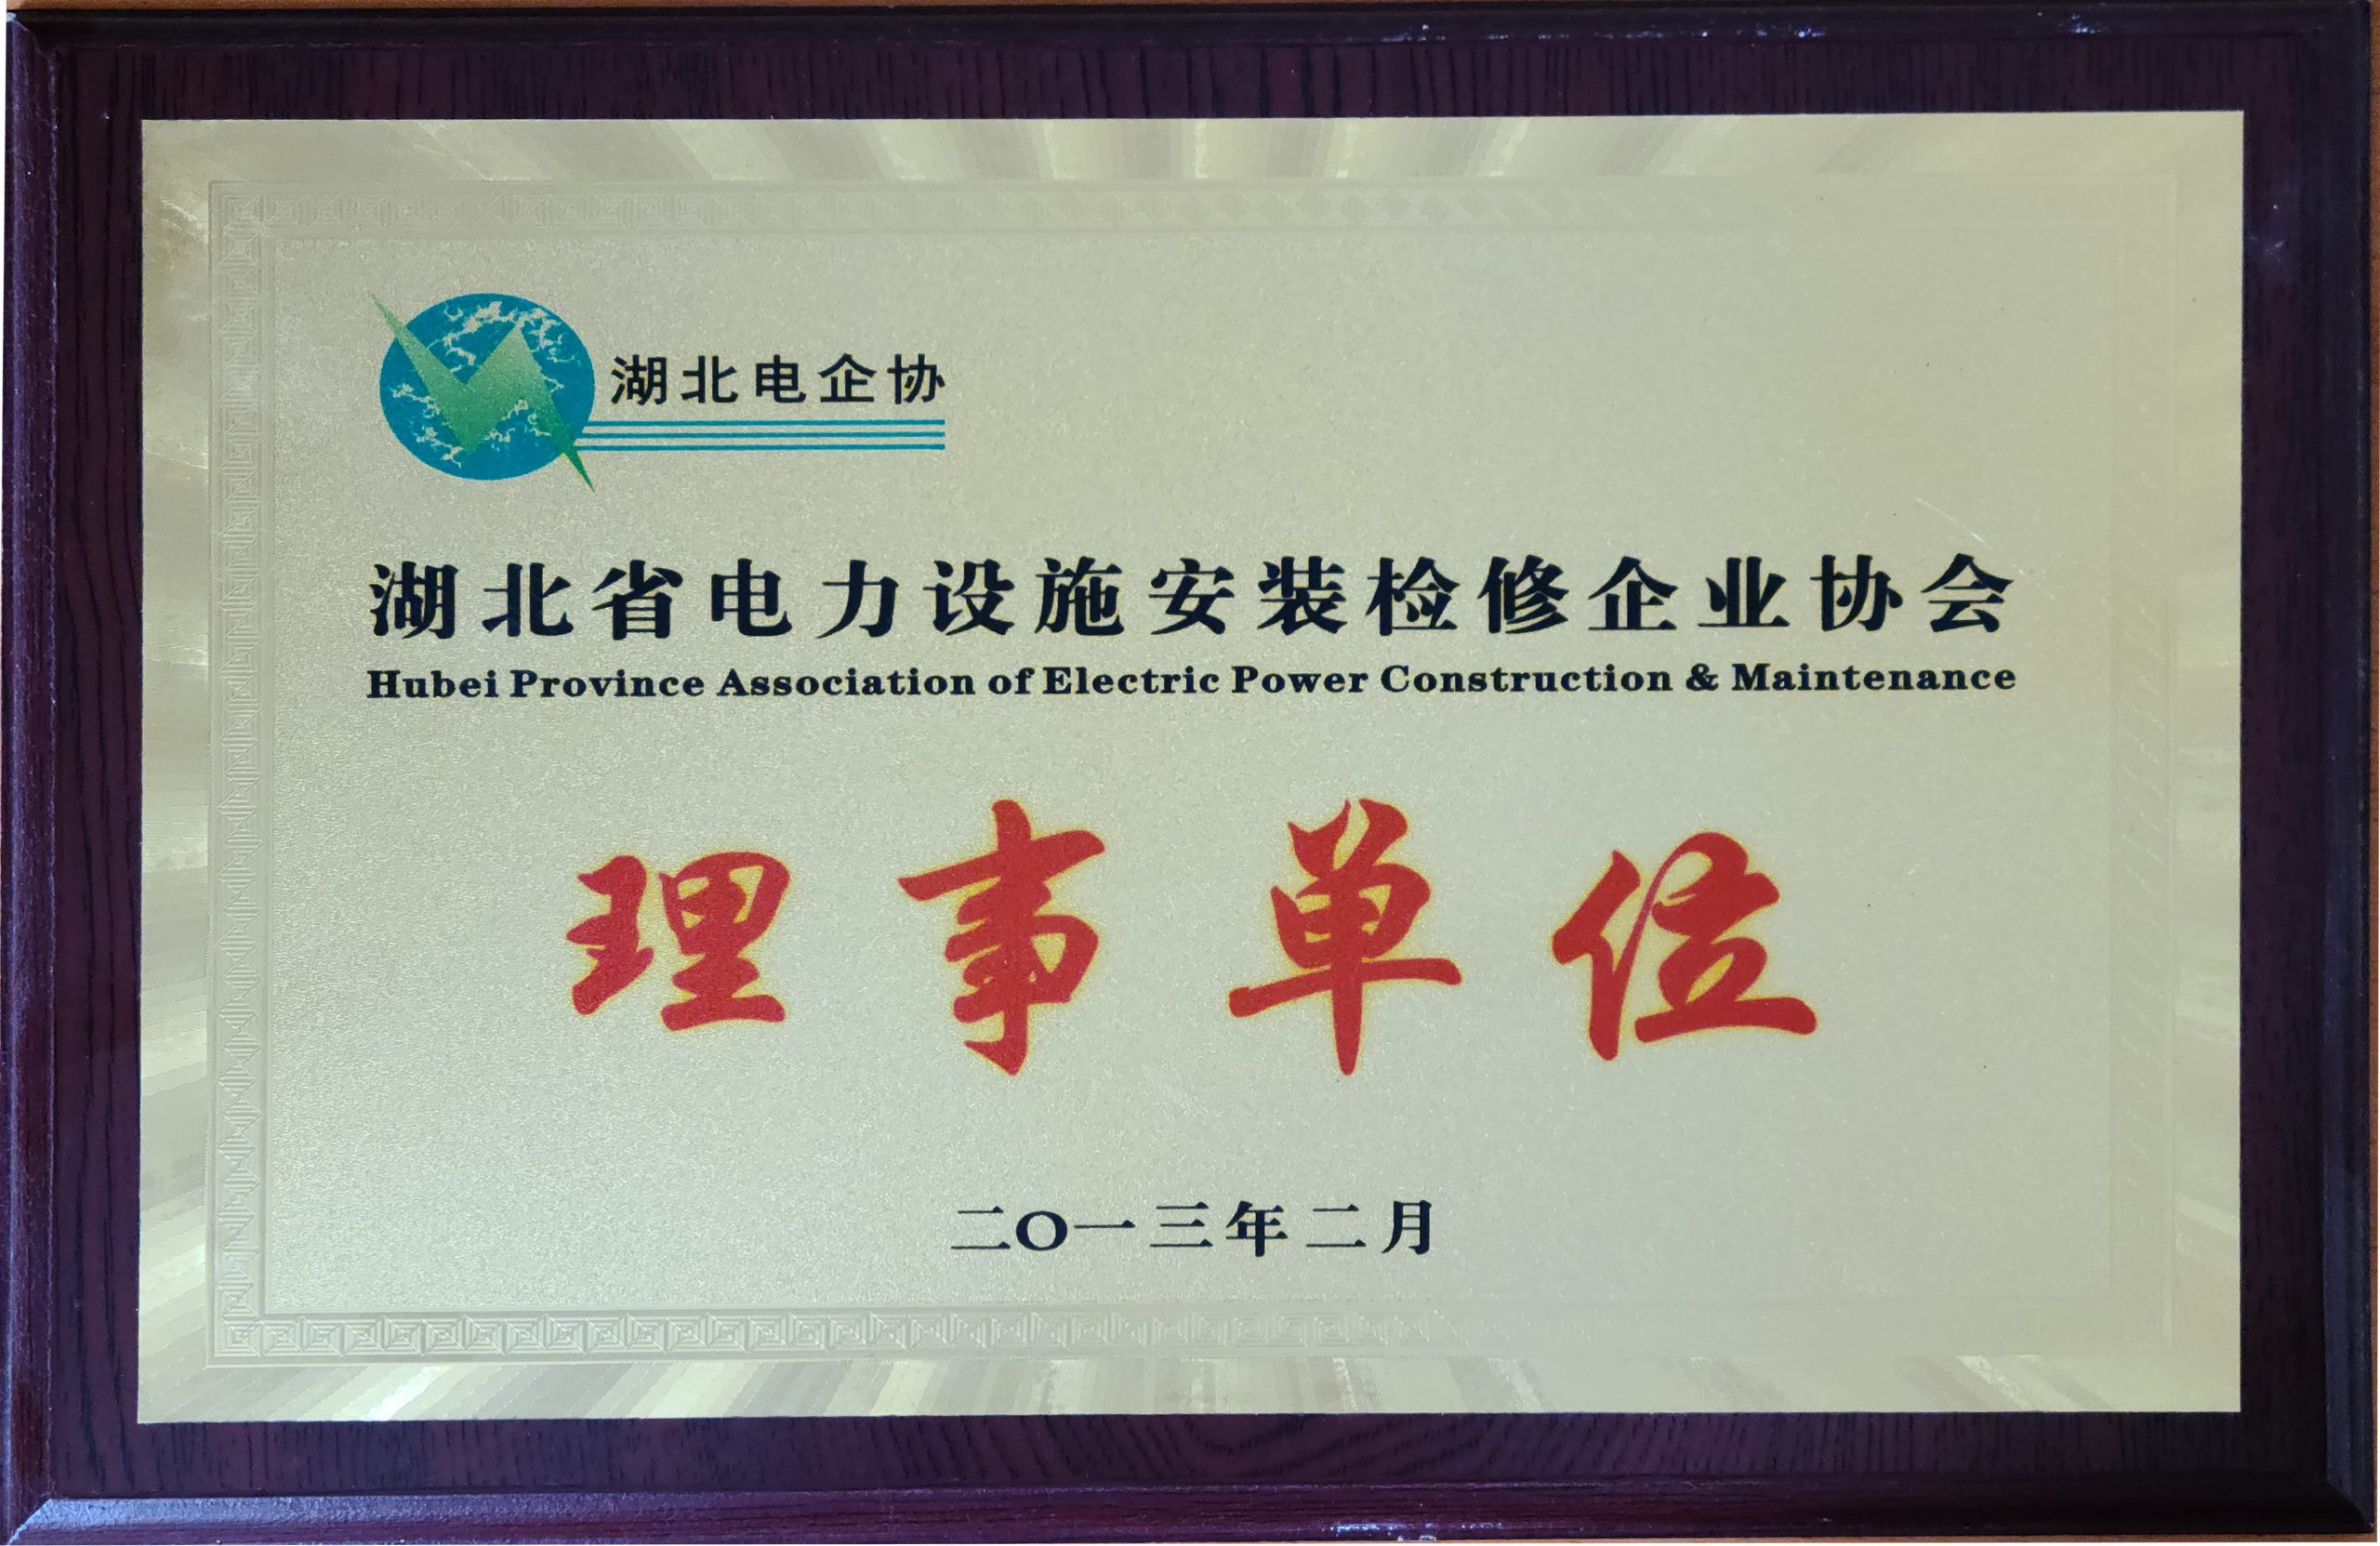 湖北电企协
湖北省电力设施安装检修企业协会
Hubei Province Association of Electric Power Construction & Maintenance
理事单位
二〇一三年二月